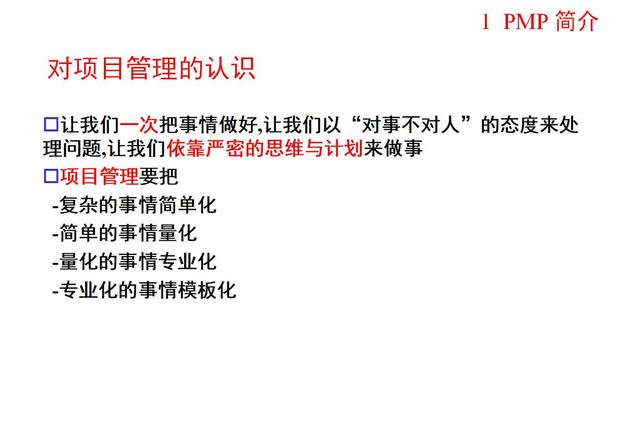 1 PMP 简介
对项目管理的认识
□让我们一次把事情做好,让我们以“对事不对人”的态度来处
理问题,让我们依靠严密的思维与计划来做事
□项目管理要把
-复杂的事情简单化
-简单的事情量化
-量化的事情专业化
-专业化的事情模板化